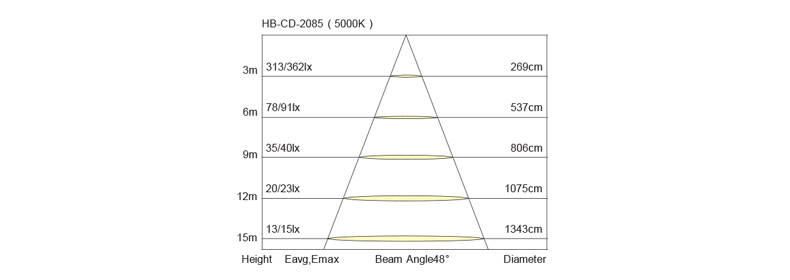 HB-CD-2085 ( 5000K )
3m 313/362lx 269cm
6m 78/91lx 537cm
9m 35/40lx 806cm
12m 20/23lx 1075cm
15m 13/15lx 1343cm
Height Eavg,Emax Beam Angle48° Diameter